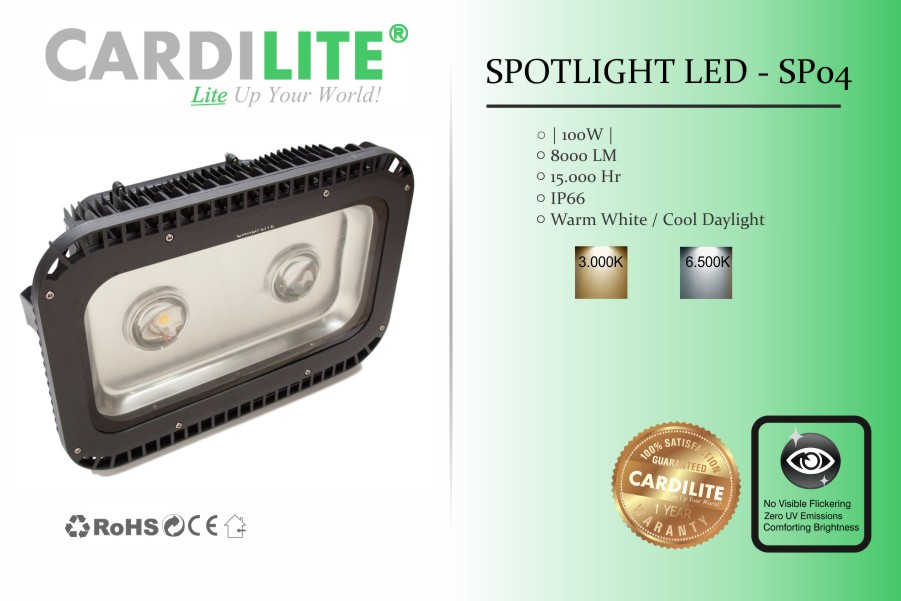 CARDILITE®
Lite Up Your World!
SPOTLIGHT LED - SP04
| 100W |
8000 LM
15.000 Hr
IP66
Warm White / Cool Daylight
3.000K
6.500K
CARDILITE
100% SATISFACTION
GUARANTEED
CARDILITE
Up Your World!
1 YEAR
WARANTY
No Visible Flickering
Zero UV Emissions
Comforting Brightness
RoHS CE